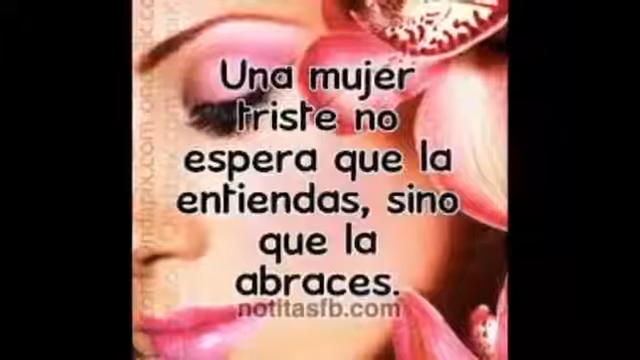 Una mujer
triste no
espera que la
entiendas, sino
que la
abraces.
notitasfb.com